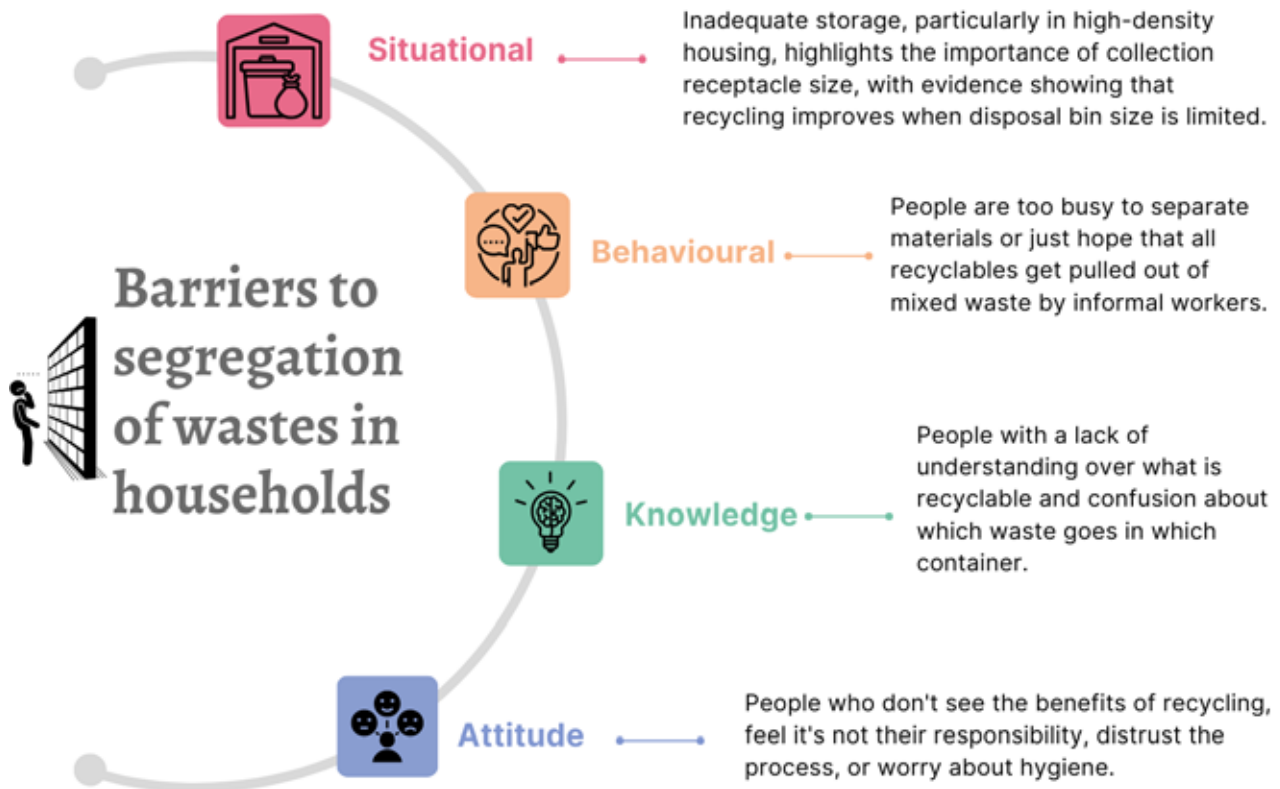 Situational
Inadequate storage, particularly in high-density
housing, highlights the importance of collection
receptacle size, with evidence showing that
recycling improves when disposal bin size is limited.
Behavioural
People are too busy to separate
materials or just hope that all
recyclables get pulled out of
mixed waste by informal workers.
Barriers to
segregation
of wastes in
households
Knowledge
People with a lack of
understanding over what is
recyclable and confusion about
which waste goes in which
container.
Attitude
People who don't see the benefits of recycling,
feel it's not their responsibility, distrust the
process, or worry about hygiene.